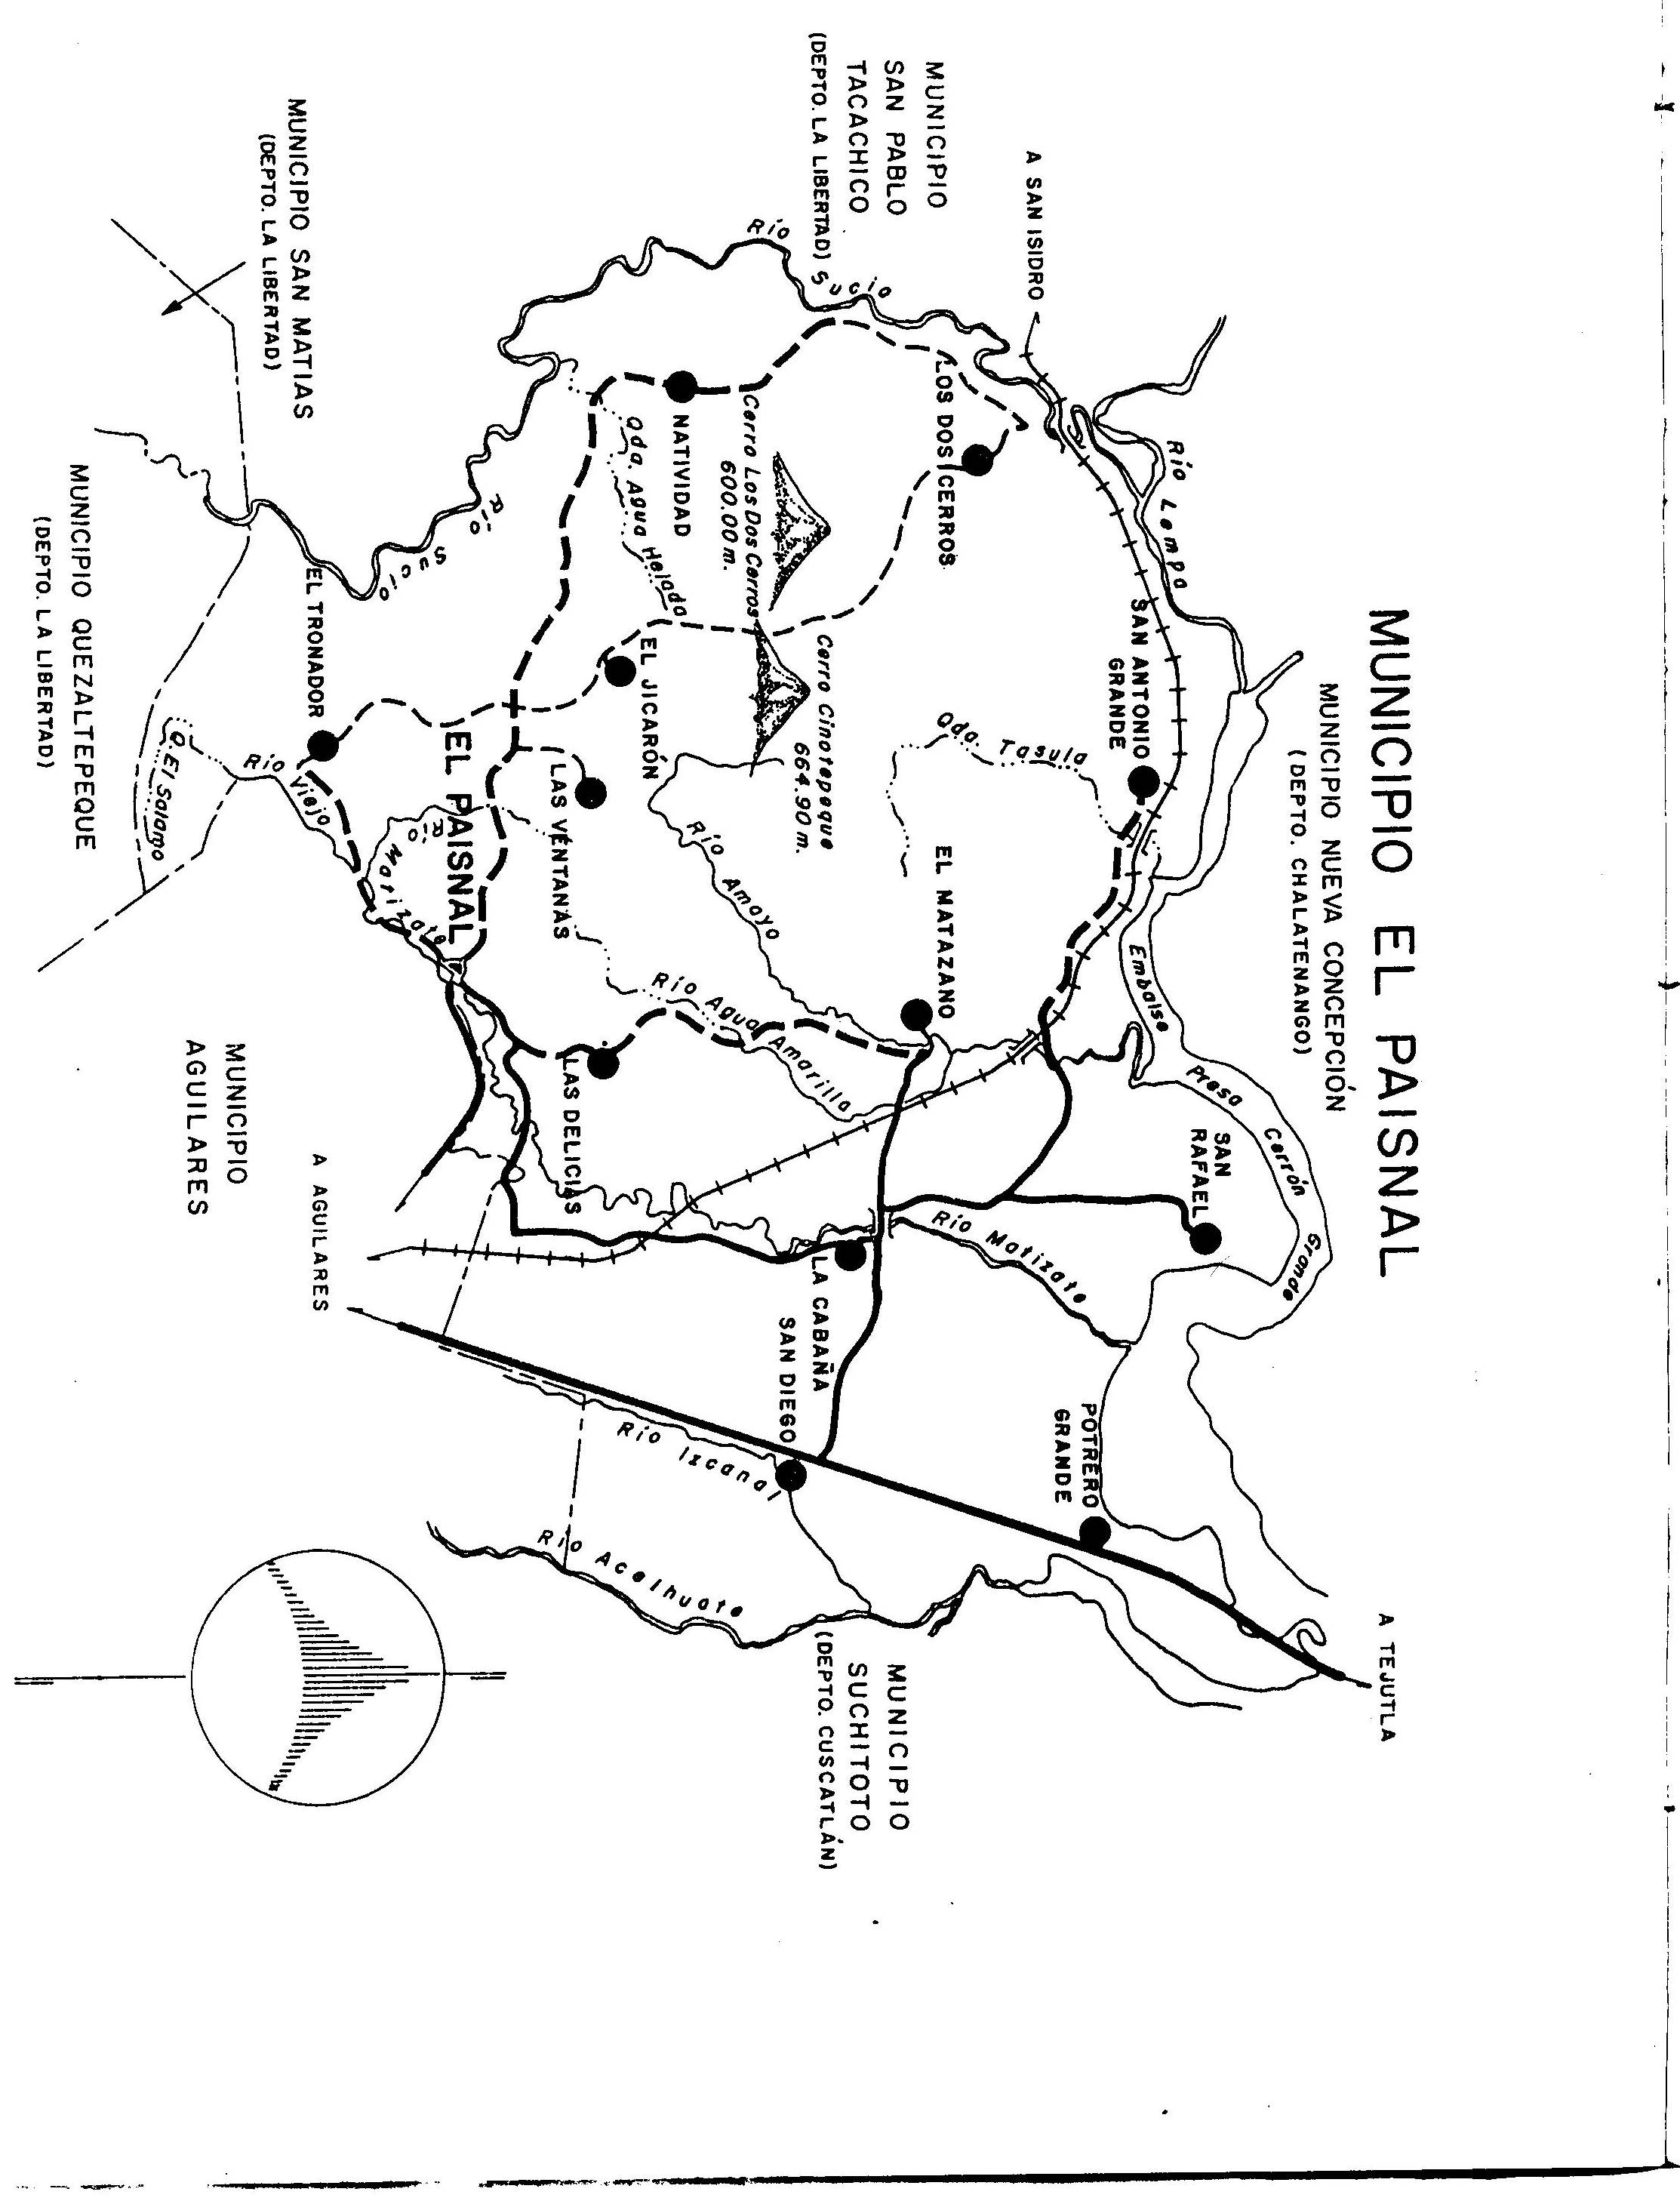 MUNICIPIO EL PAISNAL
MUNICIPIO NUEVA CONCEPCIÓN
(DEPTO. CHALATENANGO)
A TEJUTLA
A SAN ISIDRO
MUNICIPIO
SAN PABLO
TACACHICO
(DEPTO. LA LIBERTAD)
Río Lempa
SAN ANTONIO
GRANDE
Embalse
Presa Cerrón Grande
SAN
RAFAEL
Río Sucio
LOS DOS CERROS
Qda. Tasula
EL MATAZANO
Río Matizate
POTRERO
GRANDE
Cerro Cinotepeque
664.90 m.
Cerro Los Dos Cerros
600.00 m.
NATIVIDAD
Qda. Agua Helada
EL JICARÓN
Río Amayo
Río Agua Amarilla
LA CABAÑA
SAN DIEGO
MUNICIPIO
SUCHITOTO
(DEPTO. CUSCATLÁN)
LAS VENTANAS
LAS DELICIAS
Río Izcanal
Río Acelhuate
Río Sucio
EL PAISNAL
Río Matizate
EL TRONADOR
Río Viejo
Q. El Salamo
A AGUILARES
MUNICIPIO
AGUILARES
MUNICIPIO SAN MATIAS
(DEPTO. LA LIBERTAD)
MUNICIPIO QUEZALTEPEQUE
(DEPTO. LA LIBERTAD)